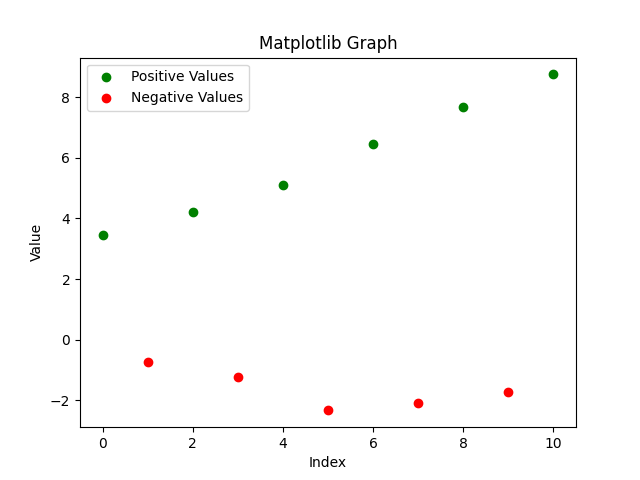 Matplotlib Graph
Positive Values
Negative Values
8
6
4
2
0
−2
Value
0 2 4 6 8 10
Index